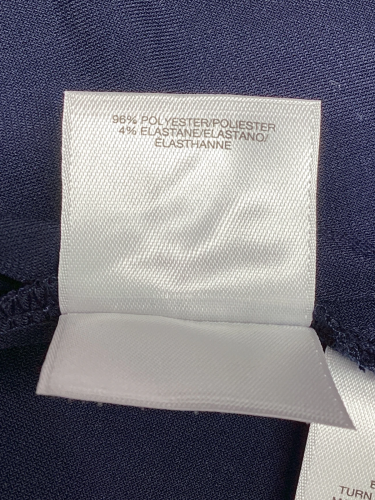 96% POLYESTER/POLIESTER
4% ELASTANE/ELASTANO/
ELASTHANNE
TURN